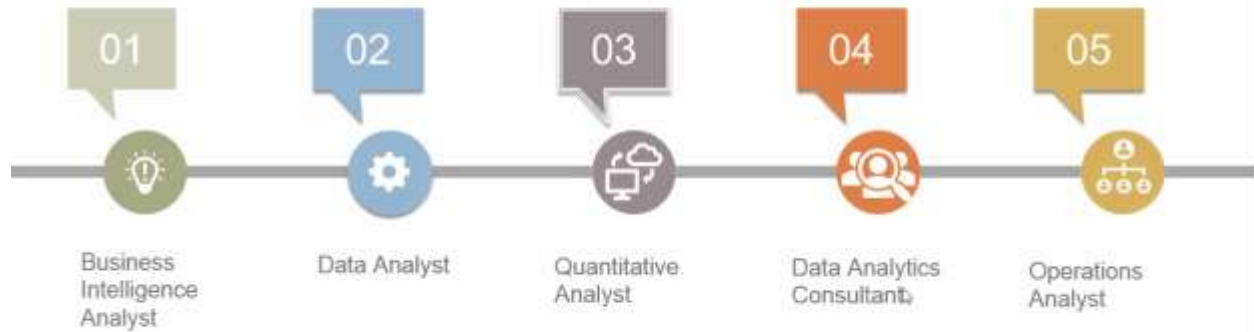 01
02
03
04
05
Business
Intelligence
Analyst
Data Analyst
Quantitative
Analyst
Data Analytics
Consultant
Operations
Analyst